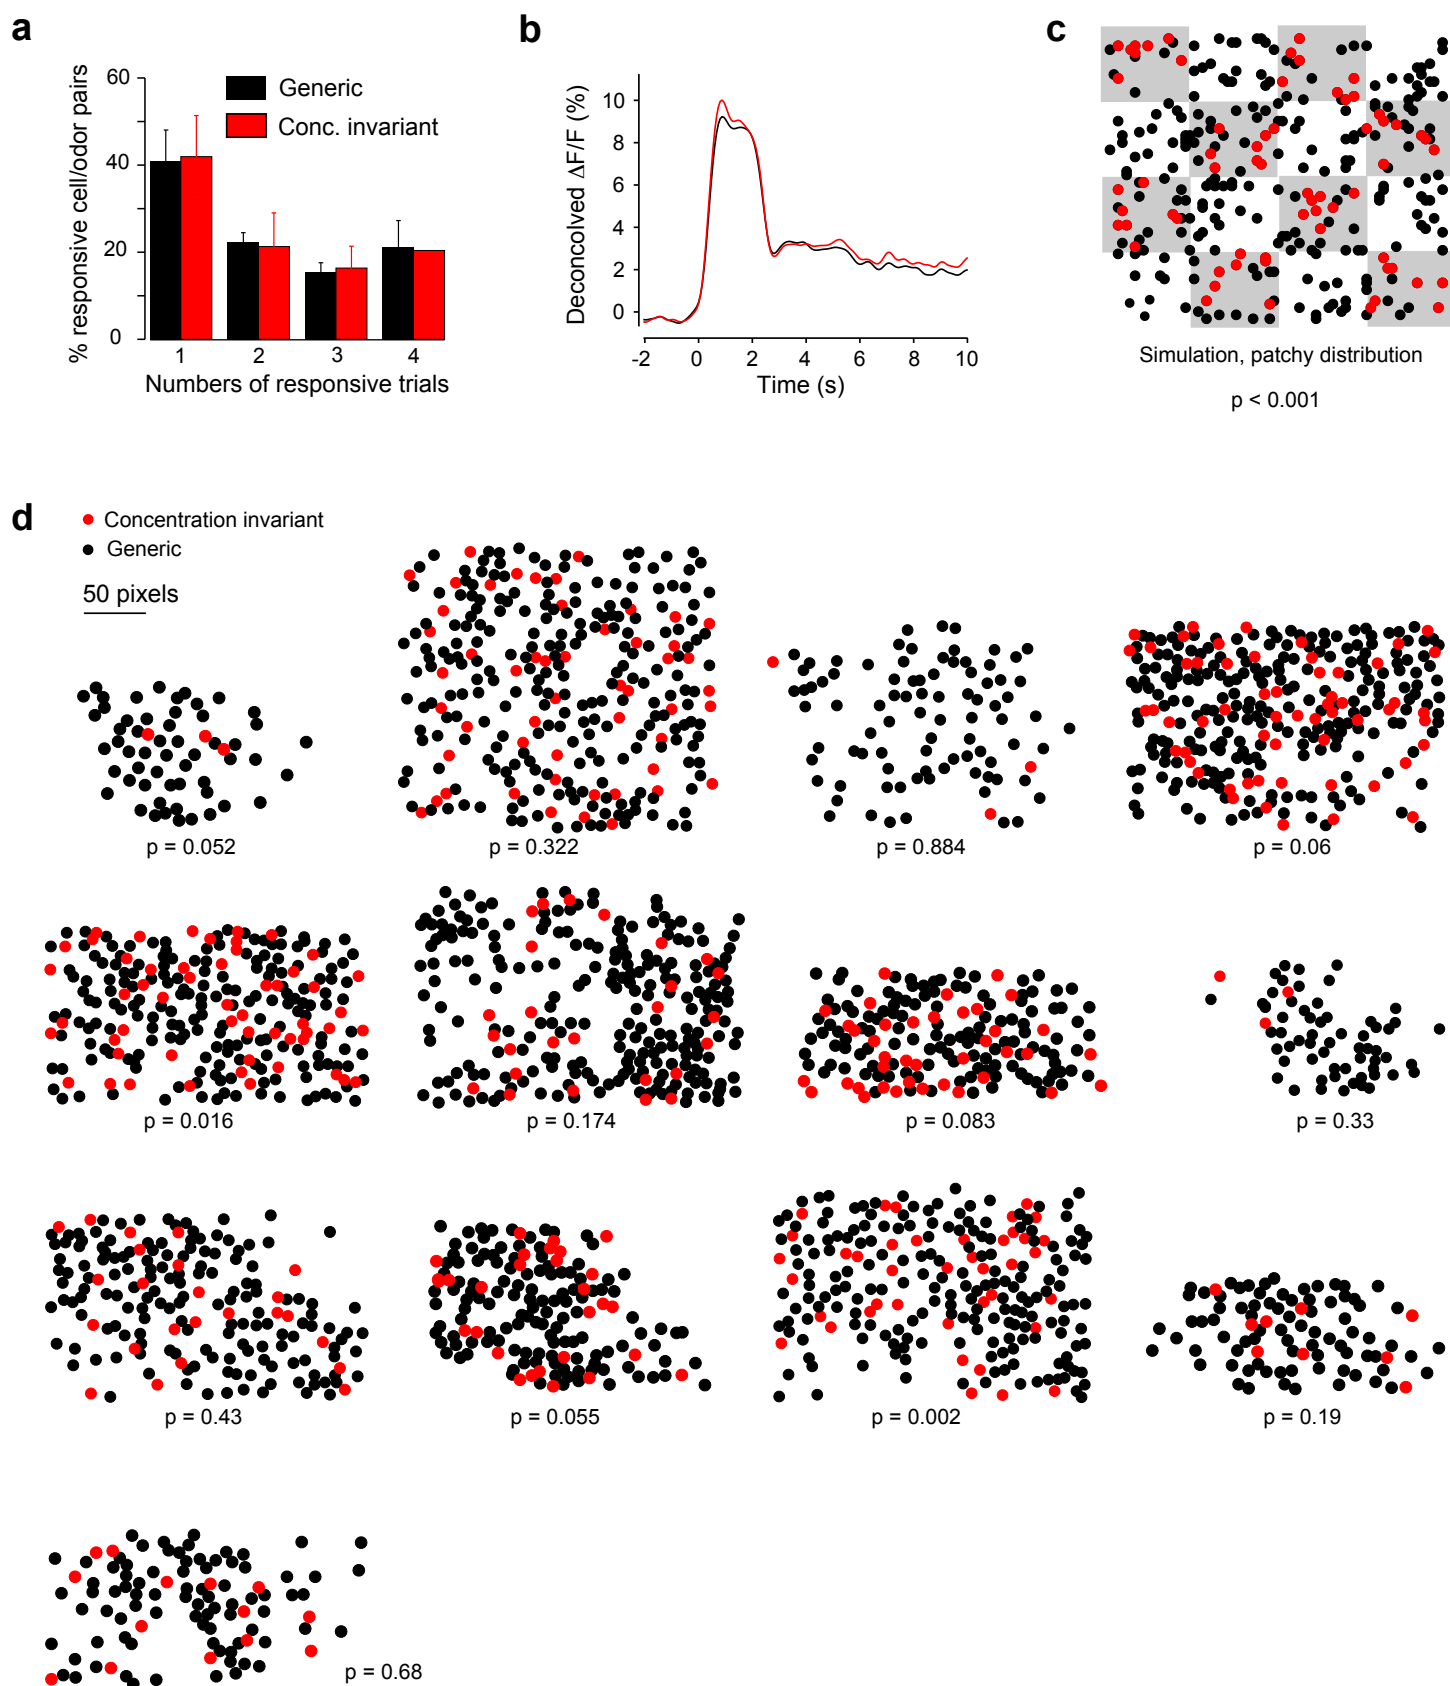 a
% responsive cell/odor pairs
60
40
20
0
Generic
Conc. invariant
1 2 3 4
Numbers of responsive trials
b
Deconcolved ΔF/F (%)
10
8
6
4
2
0
-2 0 2 4 6 8 10
Time (s)
c
Simulation, patchy distribution
p < 0.001
d
Concentration invariant
Generic
50 pixels
p = 0.052
p = 0.322
p = 0.884
p = 0.06
p = 0.016
p = 0.174
p = 0.083
p = 0.33
p = 0.43
p = 0.055
p = 0.002
p = 0.19
p = 0.68